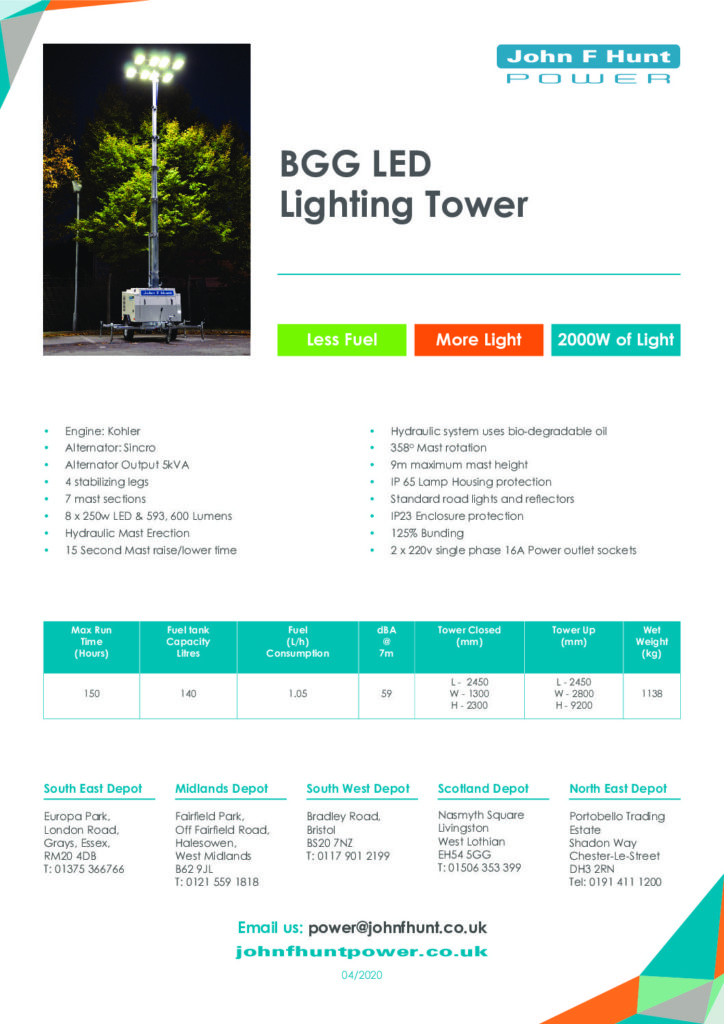 John F Hunt
POWER
John F Hunt
BGG LED
Lighting Tower
Less Fuel
More Light
2000W of Light
• Engine: Kohler
• Alternator: Sincro
• Alternator Output 5kVA
• 4 stabilizing legs
• 7 mast sections
• 8 x 250w LED & 593, 600 Lumens
• Hydraulic Mast Erection
• 15 Second Mast raise/lower time
• Hydraulic system uses bio-degradable oil
• 358º Mast rotation
• 9m maximum mast height
• IP 65 Lamp Housing protection
• Standard road lights and reflectors
• IP23 Enclosure protection
• 125% Bunding
• 2 x 220v single phase 16A Power outlet sockets
Max Run
Time
(Hours)
Fuel tank
Capacity
Litres
Fuel
(L/h)
Consumption
dBA
@
7m
Tower Closed
(mm)
Tower Up
(mm)
Wet
Weight
(kg)
150
140
1.05
59
L - 2450
W - 1300
H - 2300
L - 2450
W - 2800
H - 9200
1138
South East Depot
Europa Park,
London Road,
Grays, Essex,
RM20 4DB
T: 01375 366766
Midlands Depot
Fairfield Park,
Off Fairfield Road,
Halesowen,
West Midlands
B62 9JL
T: 0121 559 1818
South West Depot
Bradley Road,
Bristol
BS20 7NZ
T: 0117 901 2199
Scotland Depot
Nasmyth Square
Livingston
West Lothian
EH54 5GG
T: 01506 353 399
North East Depot
Portobello Trading
Estate
Shadon Way
Chester-Le-Street
DH3 2RN
Tel: 0191 411 1200
Email us: power@johnfhunt.co.uk
johnfhuntpower.co.uk
04/2020